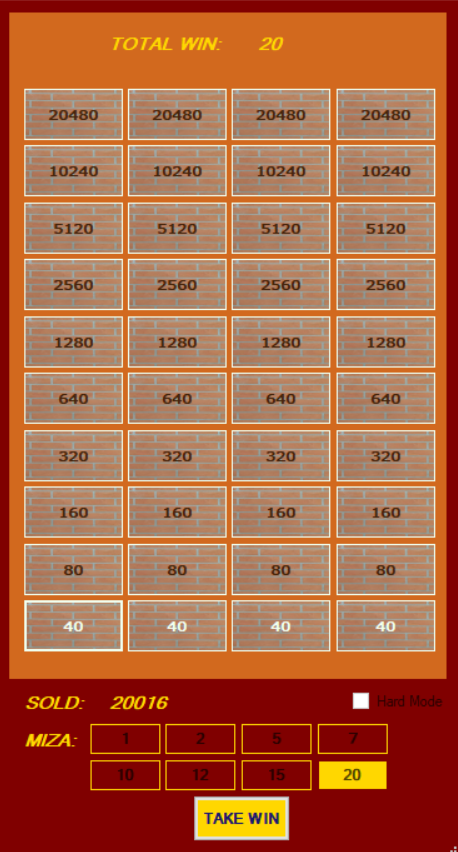 TOTAL WIN: 20
20480 20480 20480 20480
10240 10240 10240 10240
5120 5120 5120 5120
2560 2560 2560 2560
1280 1280 1280 1280
640 640 640 640
320 320 320 320
160 160 160 160
80 80 80 80
40 40 40 40
SOLD: 20016 Hard Mode
MIZA: 1 2 5 7
10 12 15 20
TAKE WIN